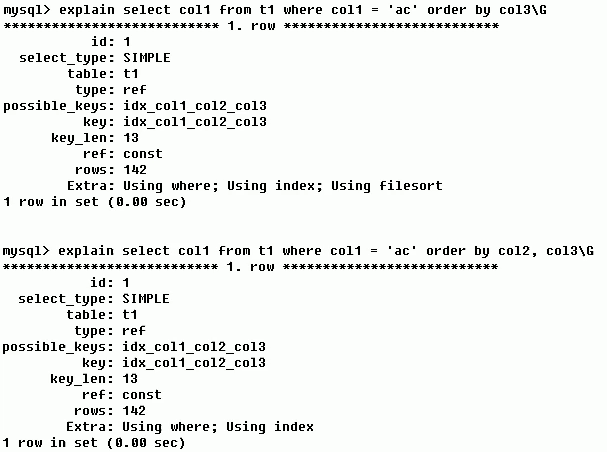 mysql> explain select col1 from t1 where col1 = 'ac' order by col3\G
*************************** 1. row ***************************
id: 1
select_type: SIMPLE
table: t1
type: ref
possible_keys: idx_col1_col2_col3
key: idx_col1_col2_col3
key_len: 13
ref: const
rows: 142
Extra: Using where; Using index; Using filesort
1 row in set (0.00 sec)
mysql> explain select col1 from t1 where col1 = 'ac' order by col2, col3\G
*************************** 1. row ***************************
id: 1
select_type: SIMPLE
table: t1
type: ref
possible_keys: idx_col1_col2_col3
key: idx_col1_col2_col3
key_len: 13
ref: const
rows: 142
Extra: Using where; Using index
1 row in set (0.00 sec)